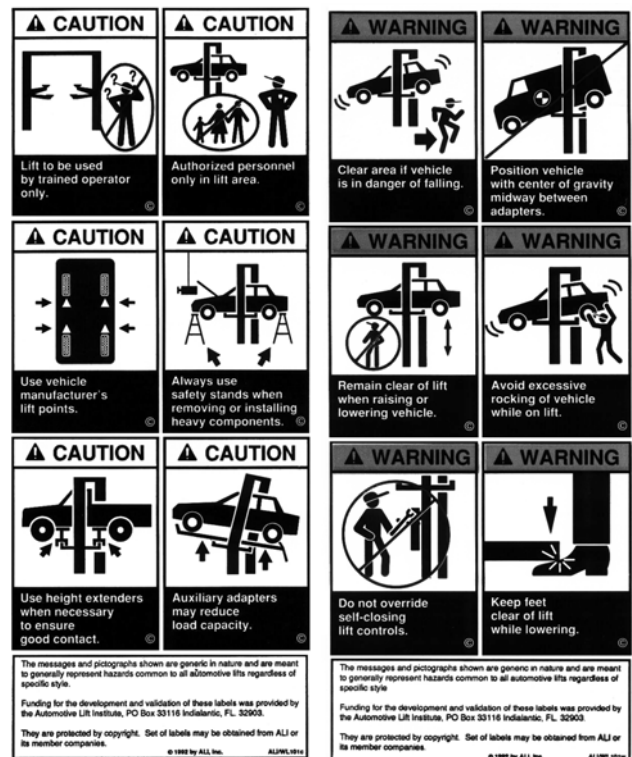 CAUTION
Lift to be used
by trained operator
only.
©
CAUTION
Authorized personnel
only in lift area.
©
CAUTION
Use vehicle
manufacturer's
lift points.
©
CAUTION
Always use
safety stands when
removing or installing
heavy components.
©
CAUTION
Use height extenders
when necessary
to ensure
good contact.
©
CAUTION
Auxiliary adapters
may reduce
load capacity.
©
The messages and pictographs shown are generic in nature and are meant
to generally represent hazards common to all automotive lifts regardless of
specific style.
Funding for the development and validation of these labels was provided by
the Automotive Lift Institute, PO Box 33116 Indialantic, FL. 32903.
They are protected by copyright. Set of labels may be obtained from ALI or
its member companies.
© 1992 by ALI, Inc. ALI/WL101c
WARNING
Clear area if vehicle
is in danger of falling.
©
WARNING
Position vehicle
with center of gravity
midway between
adapters.
©
WARNING
Remain clear of lift
when raising or
lowering vehicle.
©
WARNING
Avoid excessive
rocking of vehicle
while on lift.
©
WARNING
Do not override
self-closing
lift controls.
©
WARNING
Keep feet
clear of lift
while lowering.
©
The messages and pictographs shown are generic in nature and are meant
to generally represent hazards common to all automotive lifts regardless of
specific style
Funding for the development and validation of these labels was provided by
the Automotive Lift Institute, PO Box 33116 Indialantic, FL. 32903.
They are protected by copyright. Set of labels may be obtained from ALI or
its member companies.
© 1992 by ALI, Inc.